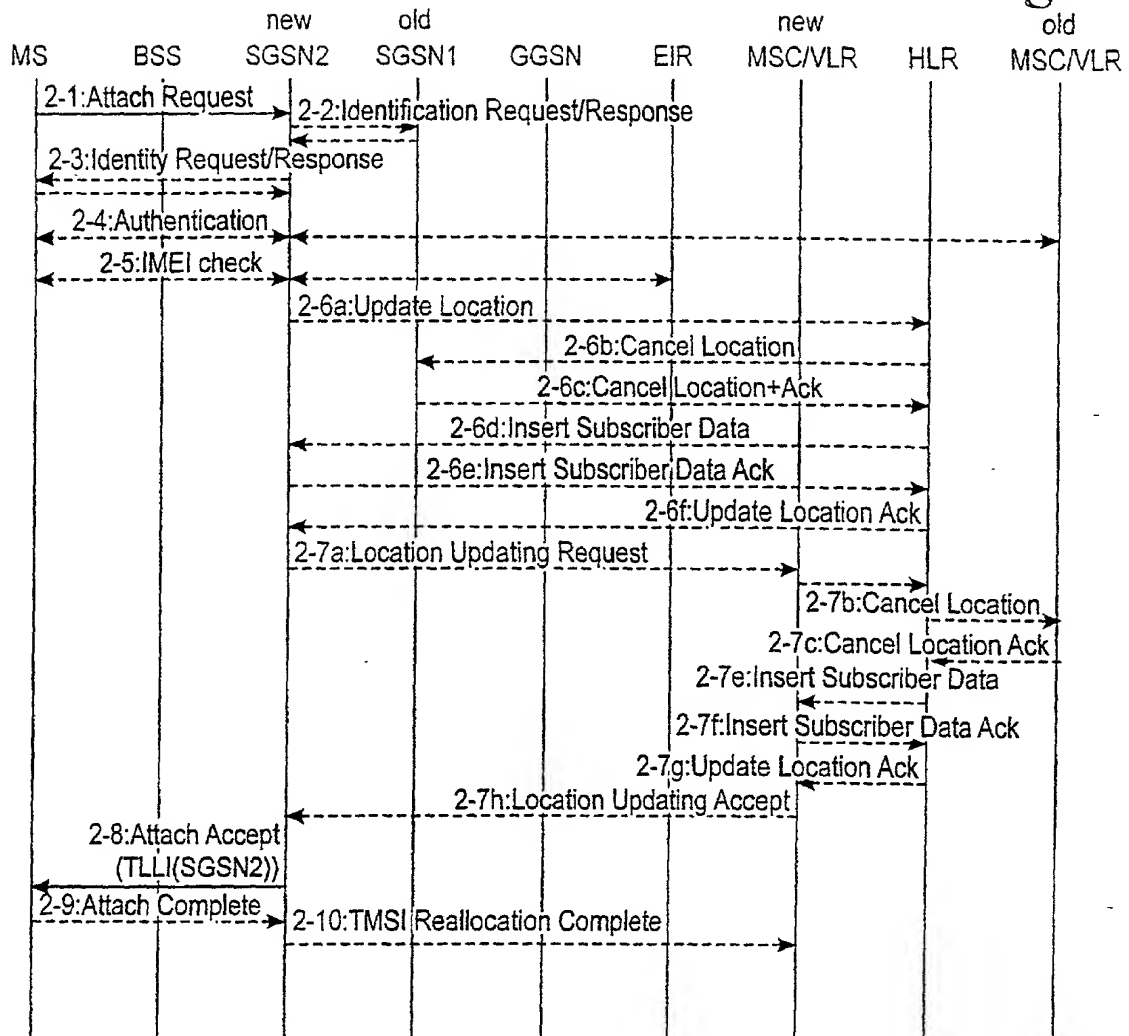 new old new old
MS BSS SGSN2 SGSN1 GGSN EIR MSC/VLR HLR MSC/VLR
2-1:Attach Request
2-2:Identification Request/Response
2-3:Identity Request/Response
2-4:Authentication
2-5:IMEI check
2-6a:Update Location
2-6b:Cancel Location
2-6c:Cancel Location+Ack
2-6d:Insert Subscriber Data
2-6e:Insert Subscriber Data Ack
2-6f:Update Location Ack
2-7a:Location Updating Request
2-7b:Cancel Location
2-7c:Cancel Location Ack
2-7e:Insert Subscriber Data
2-7f:Insert Subscriber Data Ack
2-7g:Update Location Ack
2-7h:Location Updating Accept
2-8:Attach Accept
(TLLI(SGSN2))
2-9:Attach Complete
2-10:TMSI Reallocation Complete